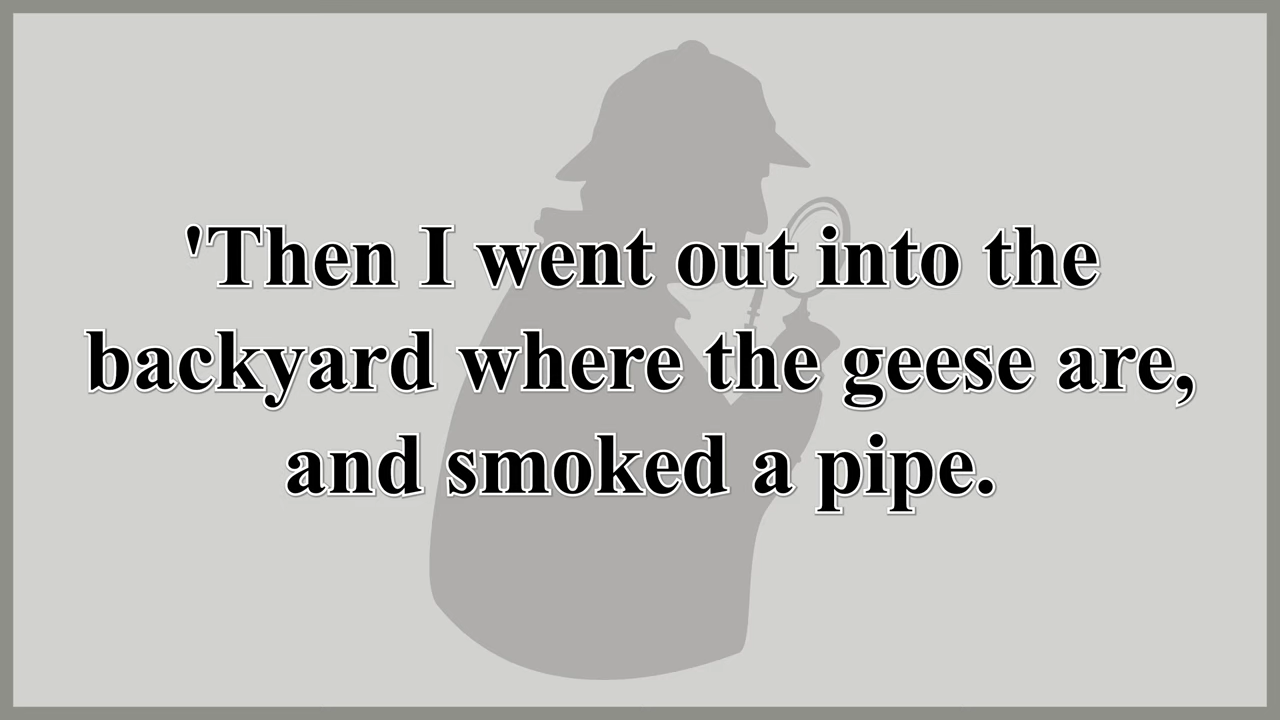 'Then I went out into the
backyard where the geese are,
and smoked a pipe.